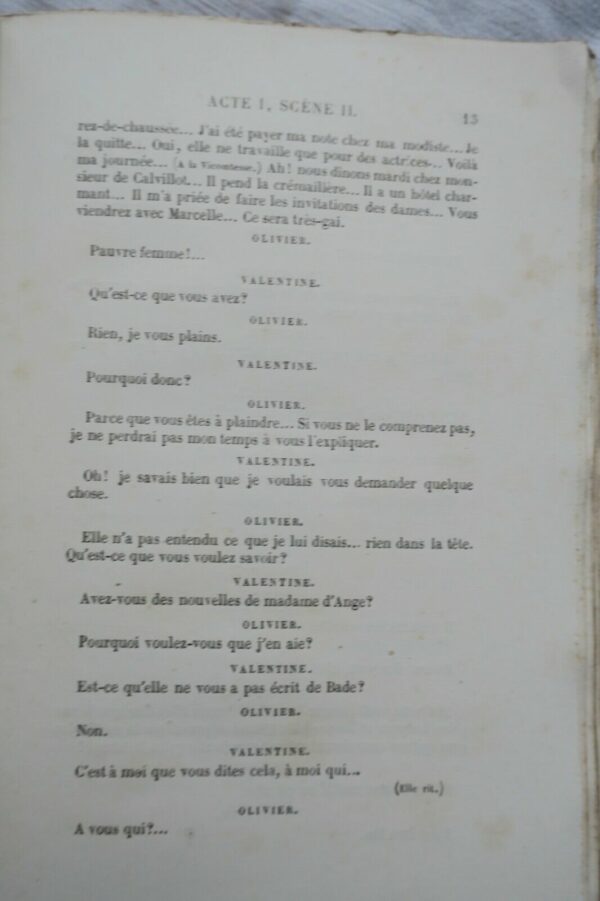 ACTE I, SCÈNE II. 15
rez-de-chaussée... J'ai été payer ma note chez ma modiste... Je
la quitte... Oui, elle ne travaille que pour des actrices... Voilà
ma journée... (A la Vicomtesse.) Ah! nous dînons mardi chez mon-
sieur de Calvillot... Il pend la crémaillère... Il a un hôtel char-
mant... Il m'a priée de faire les invitations des dames... Vous
viendrez avec Marcelle... Ce sera très-gai.
OLIVIER.
Pauvre femme!...
VALENTINE.
Qu'est-ce que vous avez?
OLIVIER.
Rien, je vous plains.
VALENTINE.
Pourquoi donc?
OLIVIER.
Parce que vous êtes à plaindre... Si vous ne le comprenez pas,
je ne perdrai pas mon temps à vous l'expliquer.
VALENTINE.
Oh! je savais bien que je voulais vous demander quelque
chose.
OLIVIER.
Elle n'a pas entendu ce que je lui disais... rien dans la tête.
Qu'est-ce que vous voulez savoir?
VALENTINE.
Avez-vous des nouvelles de madame d'Ange?
OLIVIER.
Pourquoi voulez-vous que j'en aie?
VALENTINE.
Est-ce qu'elle ne vous a pas écrit de Bade?
OLIVIER.
Non.
VALENTINE.
C'est à moi que vous dites cela, à moi qui...
(Elle rit.)
OLIVIER.
A vous qui?...